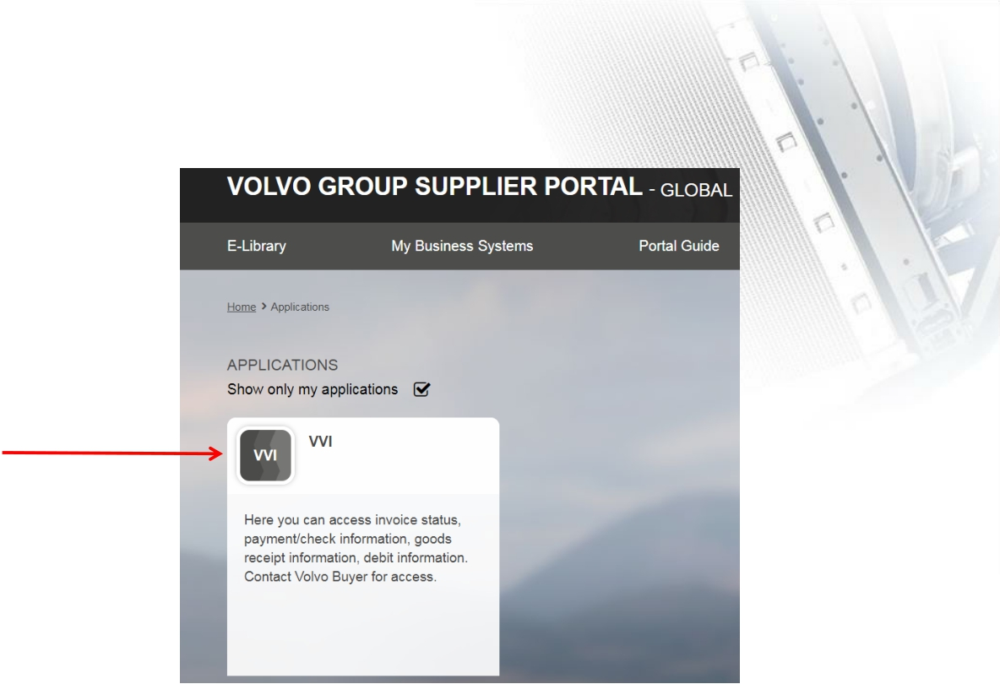 VOLVO GROUP SUPPLIER PORTAL - GLOBAL
E-Library My Business Systems Portal Guide
Home > Applications
APPLICATIONS
Show only my applications
VVI
VVI
Here you can access invoice status,
payment/check information, goods
receipt information, debit information.
Contact Volvo Buyer for access.